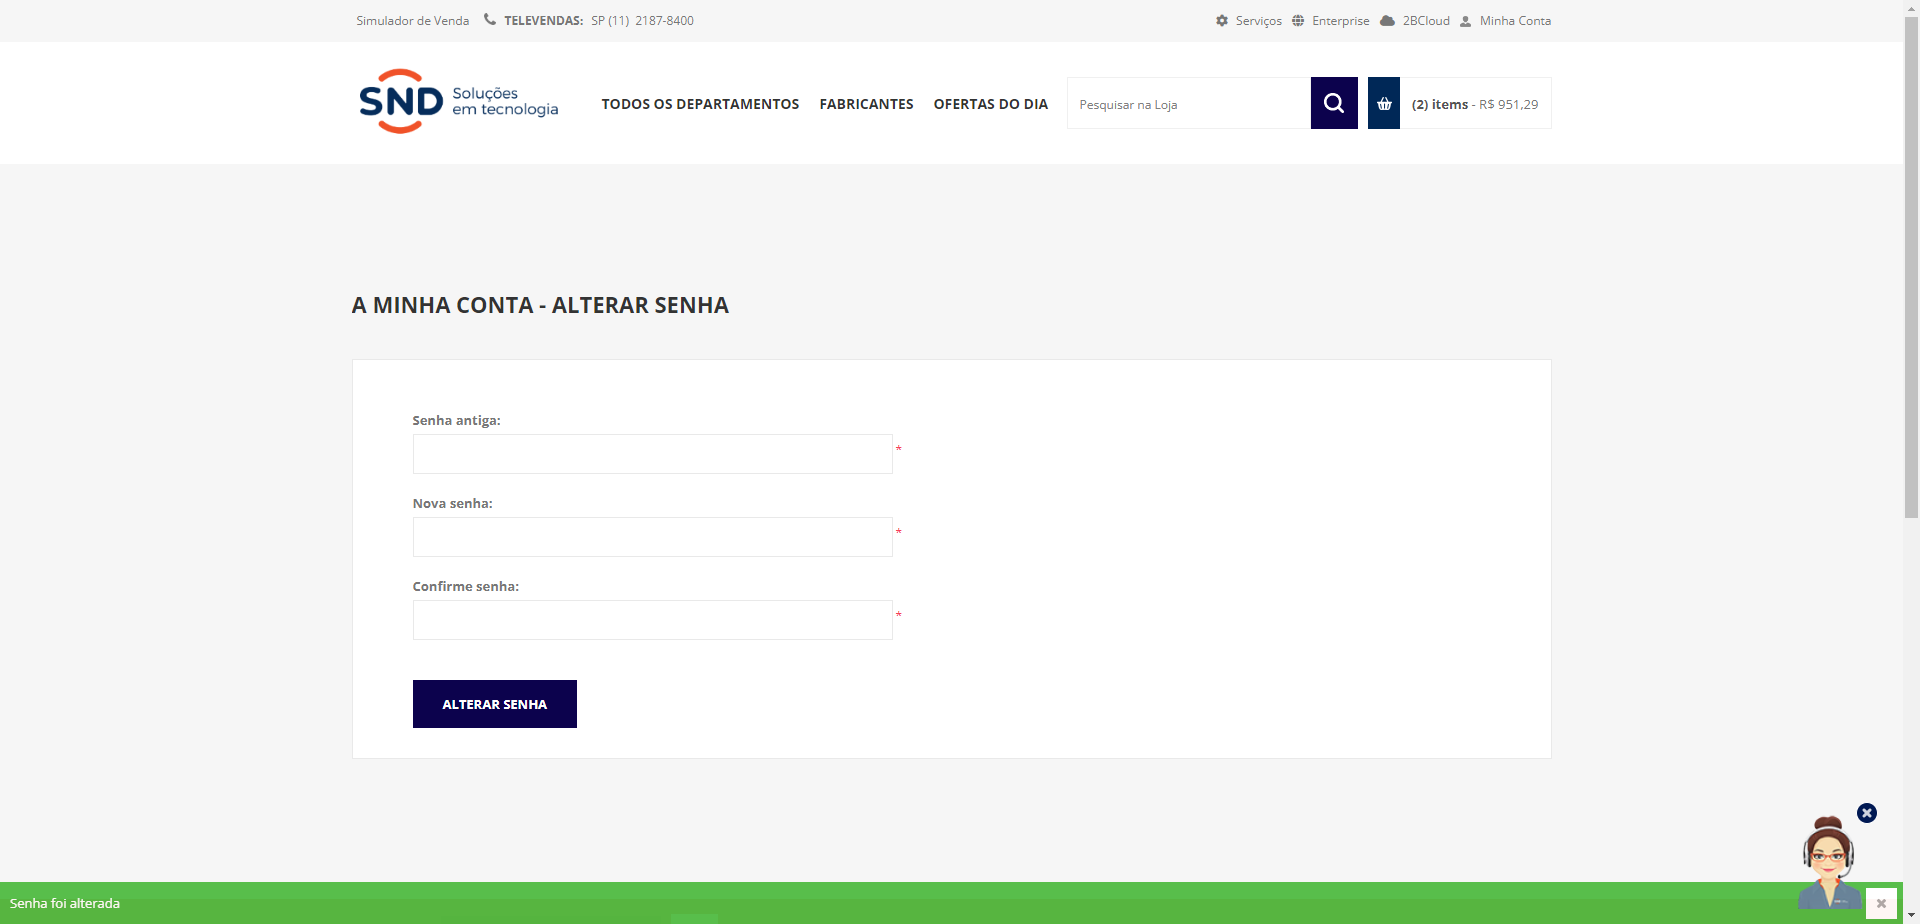 Simulador de Venda TELEVENDAS: SP (11) 2187-8400 Serviços Enterprise 2BCloud Minha Conta
SND Soluções em tecnologia
TODOS OS DEPARTAMENTOS FABRICANTES OFERTAS DO DIA Pesquisar na Loja (2) items - R$ 951,29
A MINHA CONTA - ALTERAR SENHA
Senha antiga:
*
Nova senha:
*
Confirme senha:
*
ALTERAR SENHA
Senha foi alterada